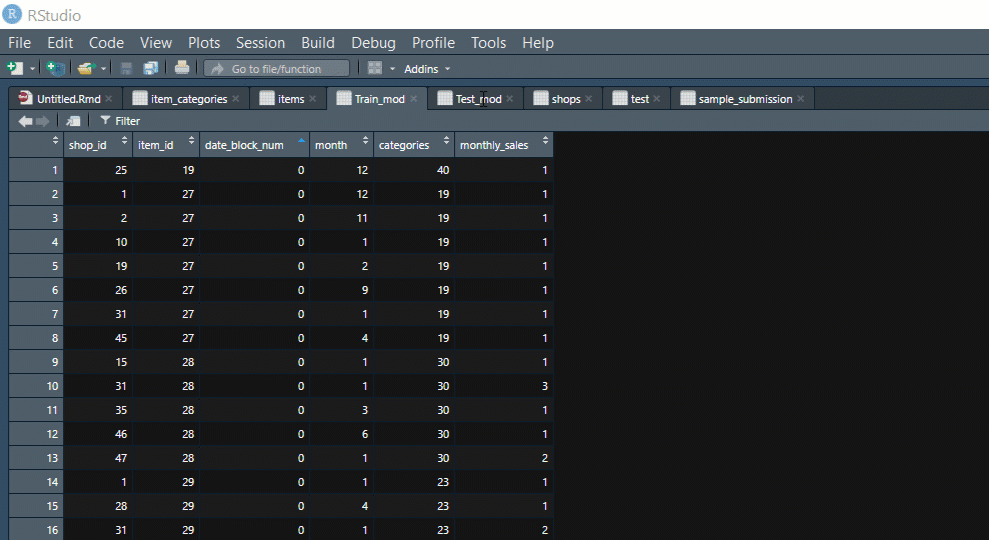 R RStudio
File Edit Code View Plots Session Build Debug Profile Tools Help
Go to file/function Addins
Untitled.Rmd item_categories items Train_mod Test_mod shops test sample_submission
Filter
shop_id item_id date_block_num month categories monthly_sales
1 25 19 0 12 40 1
2 1 27 0 12 19 1
3 2 27 0 11 19 1
4 10 27 0 1 19 1
5 19 27 0 2 19 1
6 26 27 0 9 19 1
7 31 27 0 1 19 1
8 45 27 0 4 19 1
9 15 28 0 1 30 1
10 31 28 0 1 30 3
11 35 28 0 3 30 1
12 46 28 0 6 30 1
13 47 28 0 1 30 2
14 1 29 0 1 23 1
15 28 29 0 4 23 1
16 31 29 0 1 23 2